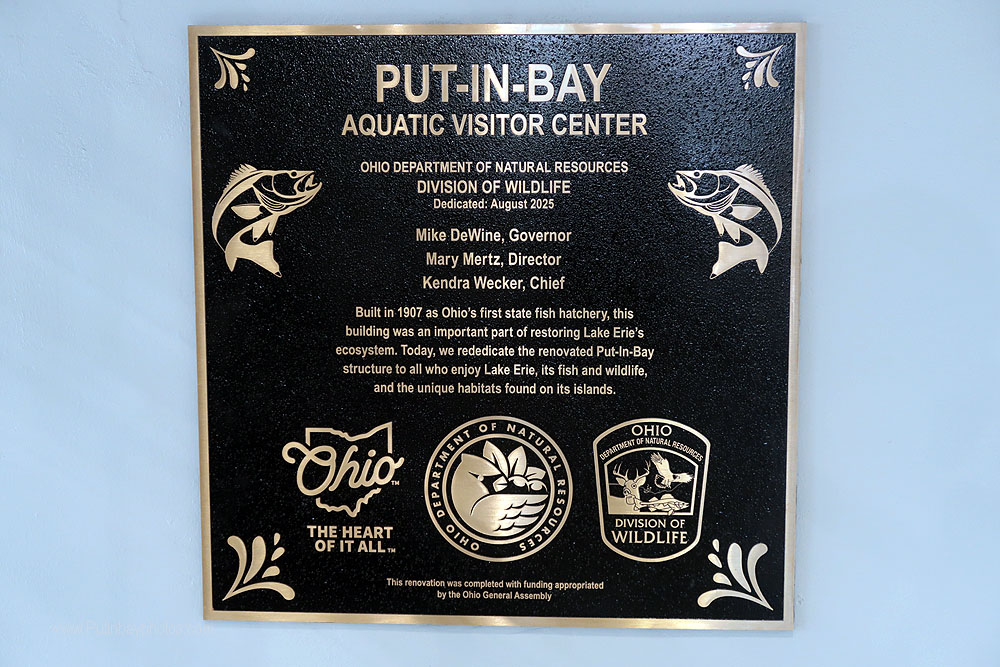 PUT-IN-BAY
AQUATIC VISITOR CENTER
OHIO DEPARTMENT OF NATURAL RESOURCES
DIVISION OF WILDLIFE
Dedicated: August 2025
Mike DeWine, Governor
Mary Mertz, Director
Kendra Wecker, Chief
Built in 1907 as Ohio's first state fish hatchery, this
building was an important part of restoring Lake Erie's
ecosystem. Today, we rededicate the renovated Put-In-Bay
structure to all who enjoy Lake Erie, its fish and wildlife,
and the unique habitats found on its islands.
Ohio TM
THE HEART
OF IT ALL TM
OHIO DEPARTMENT OF NATURAL RESOURCES
OHIO
DEPARTMENT OF NATURAL RESOURCES
DIVISION OF
WILDLIFE
This renovation was completed with funding appropriated
by the Ohio General Assembly